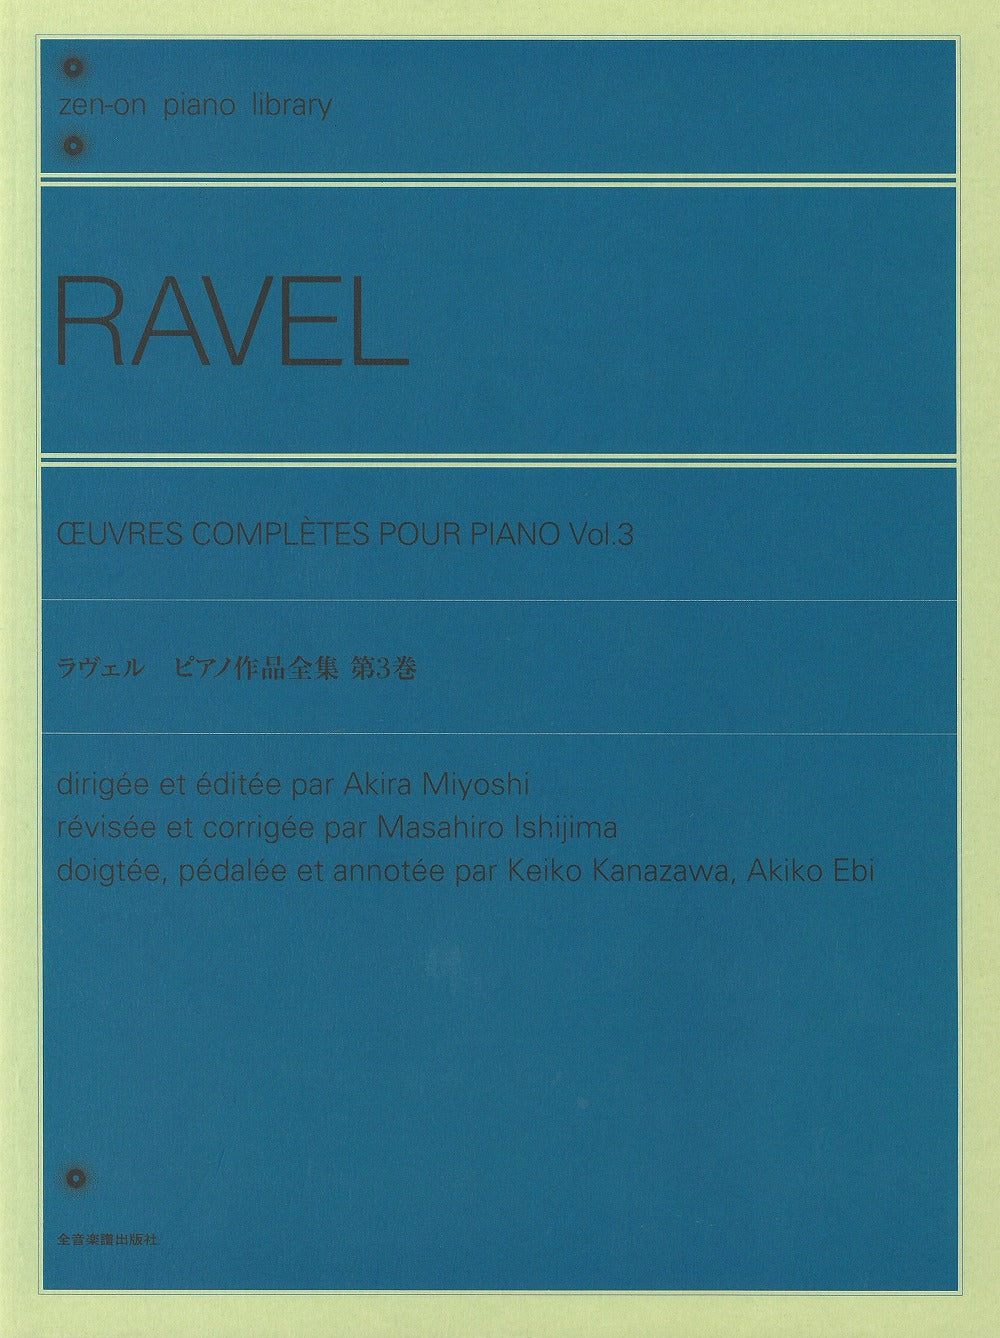 zen-on piano library
RAVEL
ŒUVRES COMPLÈTES POUR PIANO Vol.3
ラヴェル　ピアノ作品全集 第3巻
dirigée et éditée par Akira Miyoshi
révisée et corrigée par Masahiro Ishijima
doigtée, pédalée et annotée par Keiko Kanazawa, Akiko Ebi
全音楽譜出版社